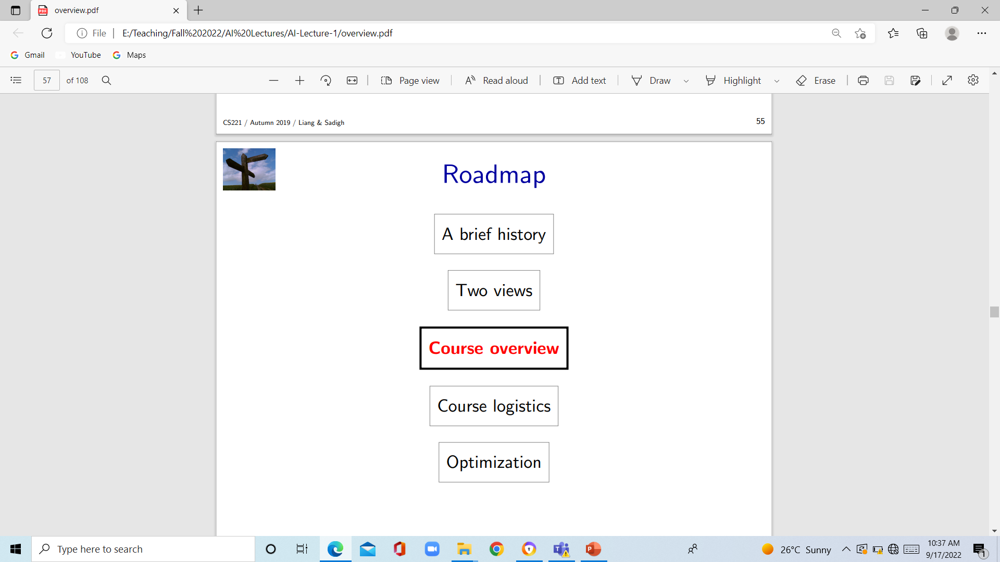 overview.pdf
File E:/Teaching/Fall%202022/AI%20Lectures/AI-Lecture-1/overview.pdf
Gmail YouTube Maps
57 of 108 Page view Read aloud Add text Draw Highlight Erase
CS221 / Autumn 2019 / Liang & Sadigh 55
Roadmap
A brief history
Two views
Course overview
Course logistics
Optimization
Type here to search 26°C Sunny 10:37 AM
9/17/2022 1